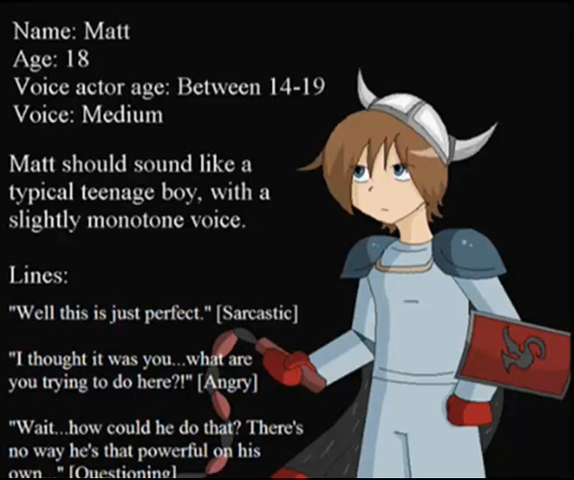 Name: Matt
Age: 18
Voice actor age: Between 14-19
Voice: Medium
Matt should sound like a
typical teenage boy, with a
slightly monotone voice.
Lines:
"Well this is just perfect." [Sarcastic]
"I thought it was you...what are
you trying to do here?!" [Angry]
"Wait...how could he do that? There's
no way he's that powerful on his
own..." [Questioning]